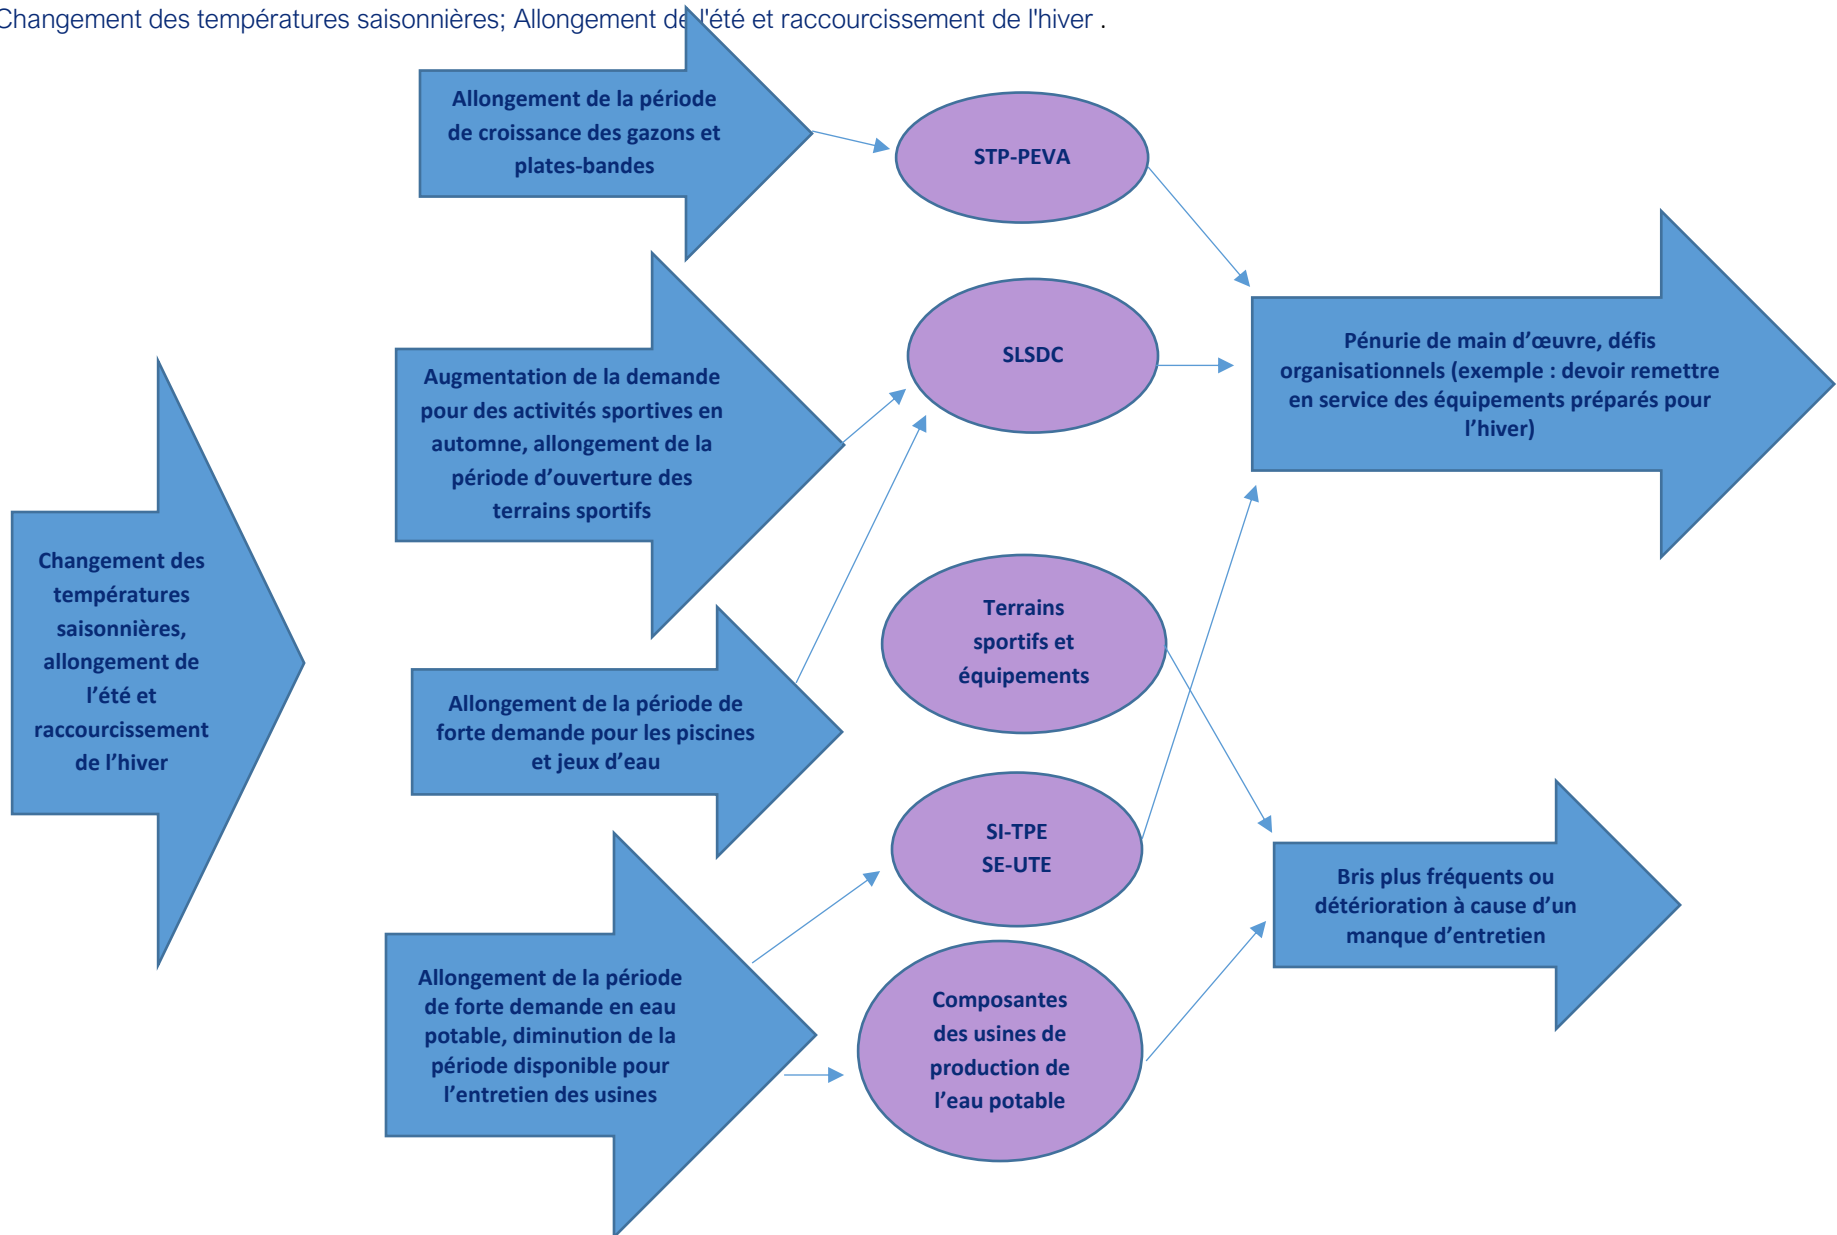 Changement des températures saisonnières; Allongement de l'été et raccourcissement de l'hiver .
Allongement de la période
de croissance des gazons et
plates-bandes
STP-PEVA
Augmentation de la demande
pour des activités sportives en
automne, allongement de la
période d’ouverture des
terrains sportifs
SLSDC
Pénurie de main d’œuvre, défis
organisationnels (exemple : devoir remettre
en service des équipements préparés pour
l’hiver)
Changement des
températures
saisonnières,
allongement de
l’été et
raccourcissement
de l’hiver
Terrains
sportifs et
équipements
Allongement de la période de
forte demande pour les piscines
et jeux d’eau
SI-TPE
SE-UTE
Bris plus fréquents ou
détérioration à cause d’un
manque d’entretien
Allongement de la période
de forte demande en eau
potable, diminution de la
période disponible pour
l’entretien des usines
Composantes
des usines de
production de
l’eau potable